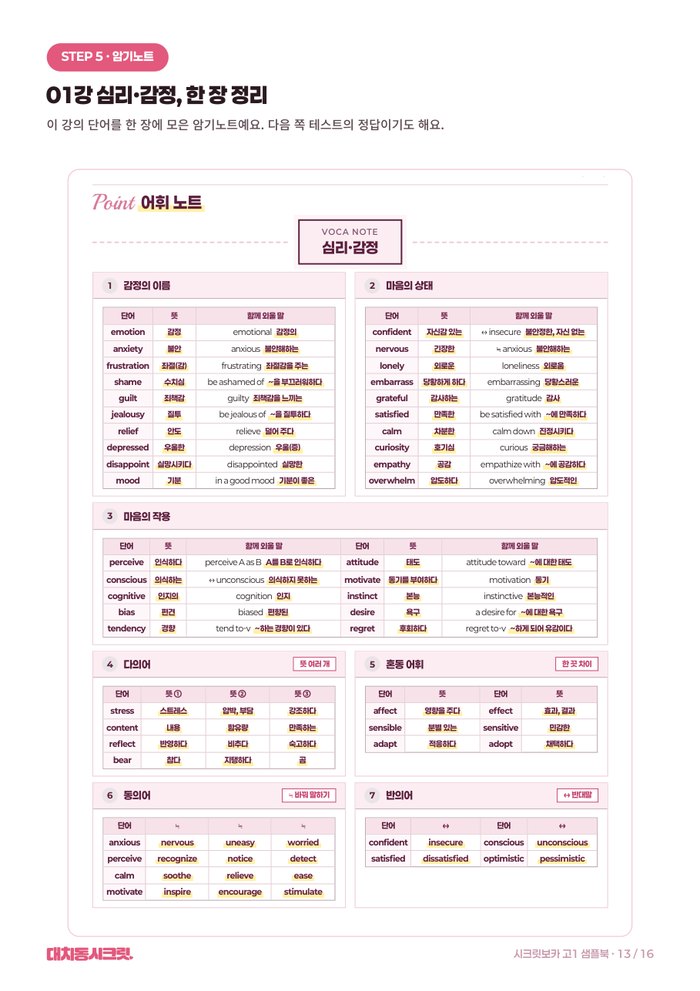 STEP 5 · 암기노트
01강 심리·감정, 한 장 정리
이 강의 단어를 한 장에 모은 암기노트예요. 다음 쪽 테스트의 정답이기도 해요.
Point 어휘 노트
VOCA NOTE
심리·감정
1 감정의 이름
단어 뜻 함께 외울 말
emotion 감정 emotional 감정의
anxiety 불안 anxious 불안해하는
frustration 좌절(감) frustrating 좌절감을 주는
shame 수치심 be ashamed of ~을 부끄러워하다
guilt 죄책감 guilty 죄책감을 느끼는
jealousy 질투 be jealous of ~을 질투하다
relief 안도 relieve 덜어 주다
depressed 우울한 depression 우울(증)
disappoint 실망시키다 disappointed 실망한
mood 기분 in a good mood 기분이 좋은
2 마음의 상태
단어 뜻 함께 외울 말
confident 자신감 있는 ↔ insecure 불안정한, 자신 없는
nervous 긴장한 ≒ anxious 불안해하는
lonely 외로운 loneliness 외로움
embarrass 당황하게 하다 embarrassing 당황스러운
grateful 감사하는 gratitude 감사
satisfied 만족한 be satisfied with ~에 만족하다
calm 차분한 calm down 진정시키다
curiosity 호기심 curious 궁금해하는
empathy 공감 empathize with ~에 공감하다
overwhelm 압도하다 overwhelming 압도적인
3 마음의 작용
단어 뜻 함께 외울 말 단어 뜻 함께 외울 말
perceive 인식하다 perceive A as B A를 B로 인식하다 attitude 태도 attitude toward ~에 대한 태도
conscious 의식하는 ↔ unconscious 의식하지 못하는 motivate 동기를 부여하다 motivation 동기
cognitive 인지의 cognition 인지 instinct 본능 instinctive 본능적인
bias 편견 biased 편향된 desire 욕구 a desire for ~에 대한 욕구
tendency 경향 tend to-v ~하는 경향이 있다 regret 후회하다 regret to-v ~하게 되어 유감이다
4 다의어 뜻 여러 개
단어 뜻 ① 뜻 ② 뜻 ③
stress 스트레스 압박, 부담 강조하다
content 내용 함유량 만족하는
reflect 반영하다 비추다 숙고하다
bear 참다 지탱하다 곰
5 혼동 어휘 한 끗 차이
단어 뜻 단어 뜻
affect 영향을 주다 effect 효과, 결과
sensible 분별 있는 sensitive 민감한
adapt 적응하다 adopt 채택하다
6 동의어 ≒ 바꿔 말하기
단어 ≒ ≒ ≒
anxious nervous uneasy worried
perceive recognize notice detect
calm soothe relieve ease
motivate inspire encourage stimulate
7 반의어 ↔ 반대말
단어 ↔ 단어 ↔
confident insecure conscious unconscious
satisfied dissatisfied optimistic pessimistic
대치동시크릿.
시크릿보카 고1 샘플북 · 13 / 16